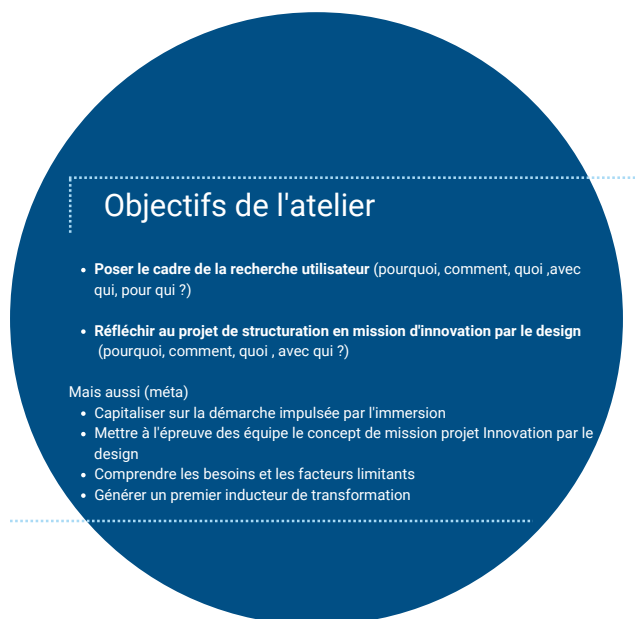 Objectifs de l'atelier
• Poser le cadre de la recherche utilisateur (pourquoi, comment, quoi ,avec
qui, pour qui ?)
• Réfléchir au projet de structuration en mission d'innovation par le design
(pourquoi, comment, quoi , avec qui ?)
Mais aussi (méta)
• Capitaliser sur la démarche impulsée par l'immersion
• Mettre à l'épreuve des équipe le concept de mission projet Innovation par le
design
• Comprendre les besoins et les facteurs limitants
• Générer un premier inducteur de transformation